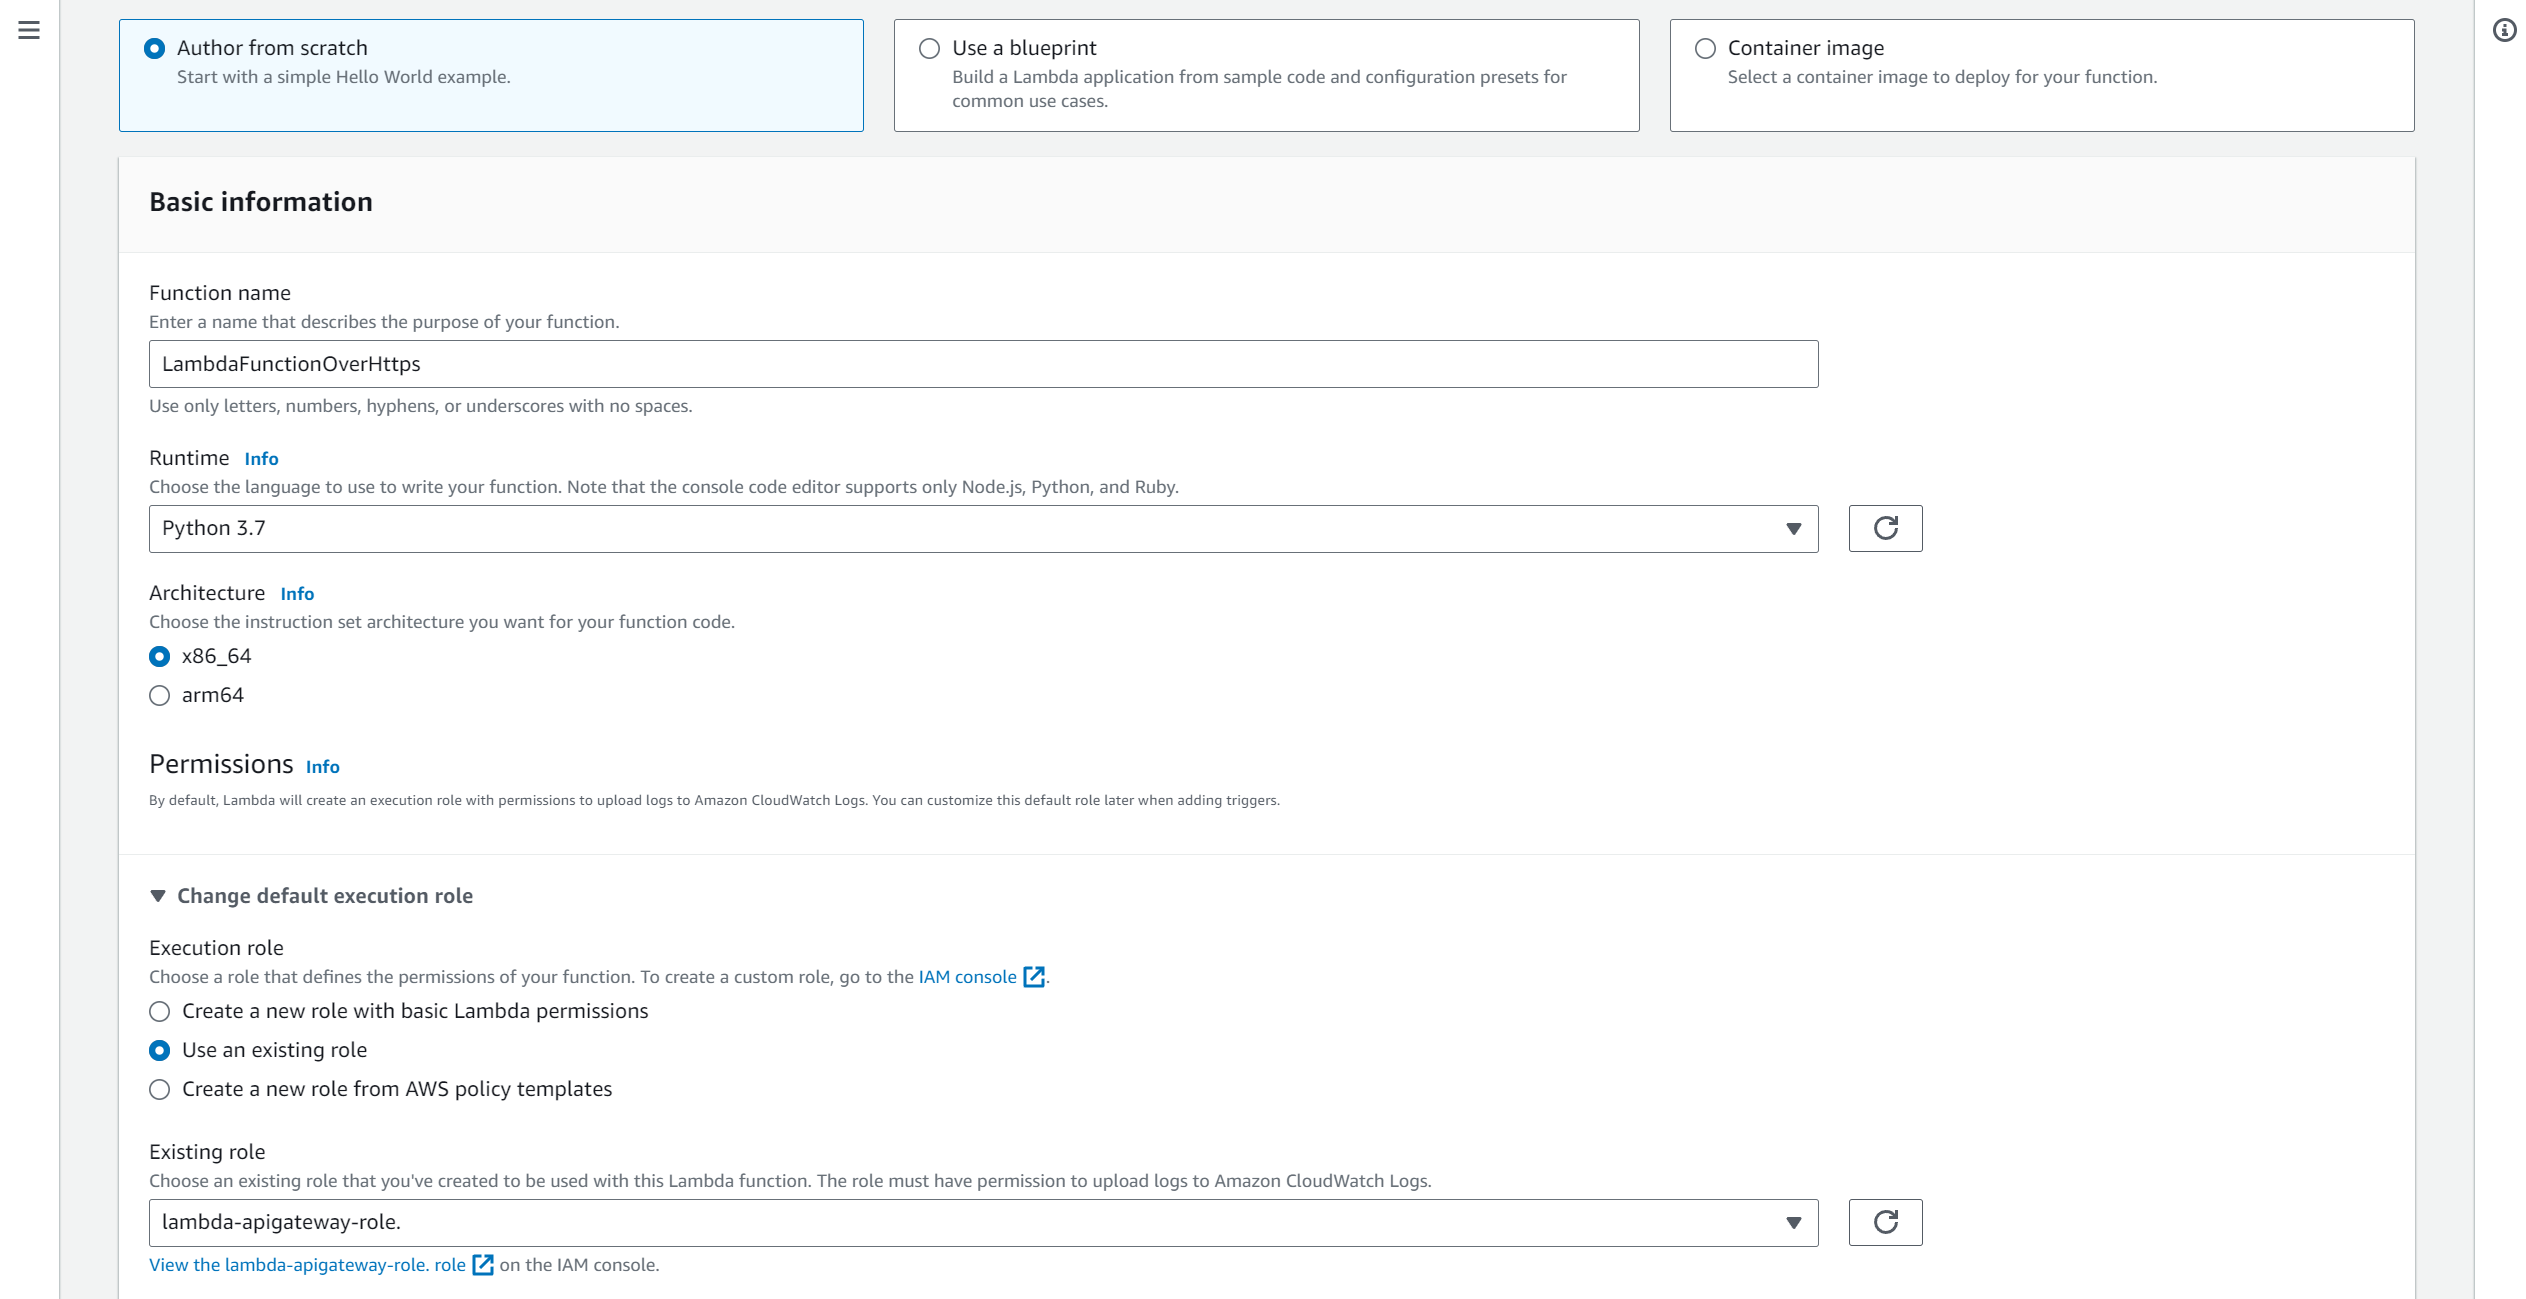 Author from scratch
Start with a simple Hello World example.
Use a blueprint
Build a Lambda application from sample code and configuration presets for
common use cases.
Container image
Select a container image to deploy for your function.
Basic information
Function name
Enter a name that describes the purpose of your function.
LambdaFunctionOverHttps
Use only letters, numbers, hyphens, or underscores with no spaces.
Runtime Info
Choose the language to use to write your function. Note that the console code editor supports only Node.js, Python, and Ruby.
Python 3.7
Architecture Info
Choose the instruction set architecture you want for your function code.
x86_64
arm64
Permissions Info
By default, Lambda will create an execution role with permissions to upload logs to Amazon CloudWatch Logs. You can customize this default role later when adding triggers.
Change default execution role
Execution role
Choose a role that defines the permissions of your function. To create a custom role, go to the IAM console.
Create a new role with basic Lambda permissions
Use an existing role
Create a new role from AWS policy templates
Existing role
Choose an existing role that you've created to be used with this Lambda function. The role must have permission to upload logs to Amazon CloudWatch Logs.
lambda-apigateway-role.
View the lambda-apigateway-role. role on the IAM console.